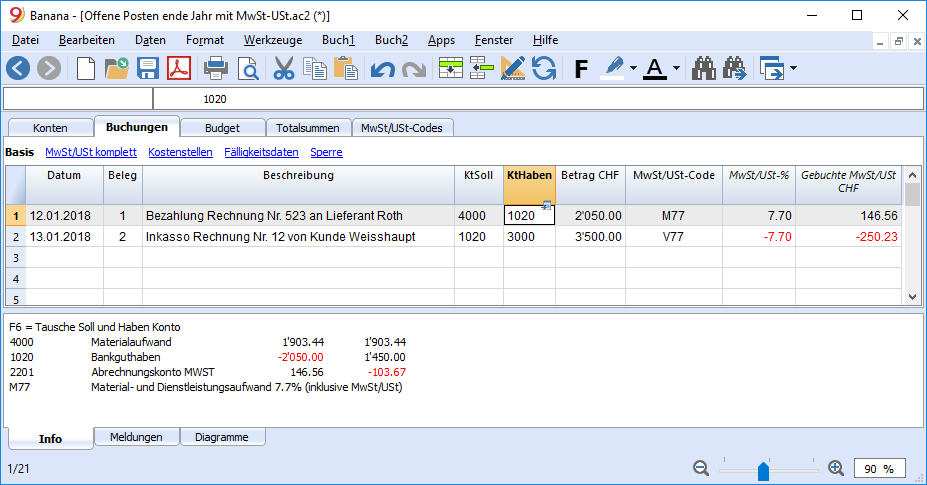 Banana - [Offene Posten ende Jahr mit MwSt-USt.ac2 (*)]
Datei Bearbeiten Daten Format Werkzeuge Buch1 Buch2 Apps Fenster Hilfe
F A
1020
Konten Buchungen Budget Totalsummen MwSt/USt-Codes
Basis MwSt/USt komplett Kostenstellen Fälligkeitsdaten Sperre
Datum Beleg Beschreibung KtSoll KtHaben Betrag CHF MwSt/USt-Code MwSt/USt-% Gebuchte MwSt/USt CHF
1 12.01.2018 1 Bezahlung Rechnung Nr. 523 an Lieferant Roth 4000 1020 2'050.00 M77 7.70 146.56
2 13.01.2018 2 Inkasso Rechnung Nr. 12 von Kunde Weisshaupt 1020 3000 3'500.00 V77 -7.70 -250.23
3
4
5
F6 = Tausche Soll und Haben Konto
4000 Materialaufwand 1'903.44 1'903.44
1020 Bankguthaben -2'050.00 1'450.00
2201 Abrechnungskonto MWST 146.56 -103.67
M77 Material- und Dienstleistungsaufwand 7.7% (inklusive MwSt/USt)
Info Meldungen Diagramme
1/21 90 %